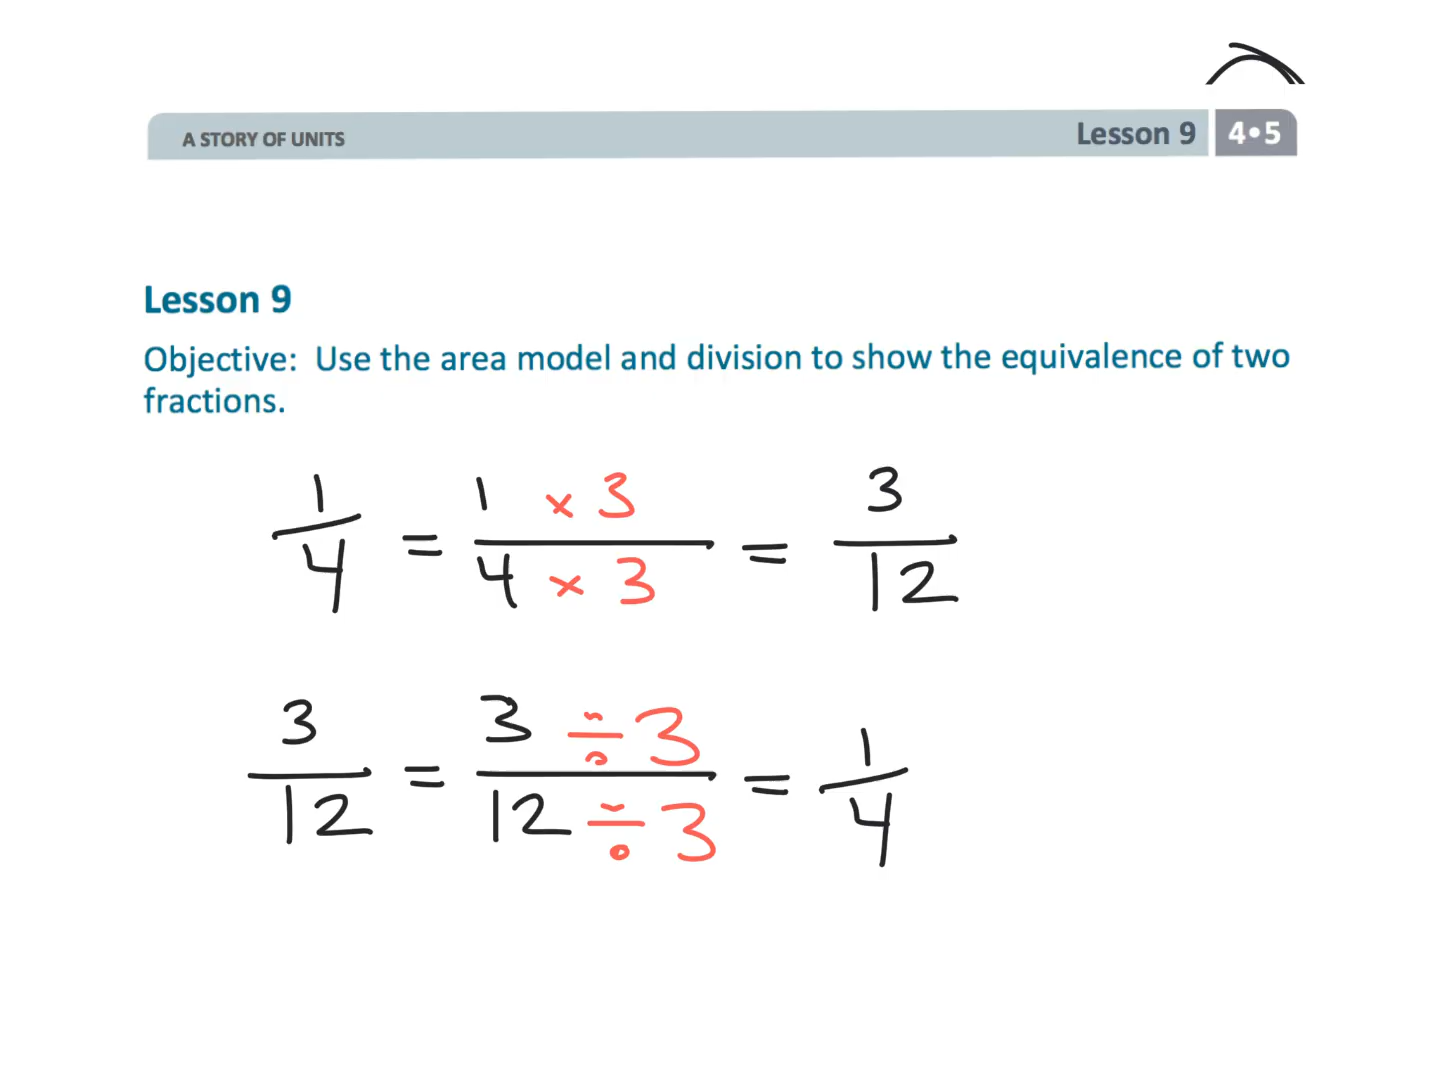 A STORY OF UNITS
Lesson 9
4•5
Lesson 9
Objective: Use the area model and division to show the equivalence of two
fractions.
1/4 = 1 × 3 / 4 × 3 = 3/12
3/12 = 3 ÷ 3 / 12 ÷ 3 = 1/4